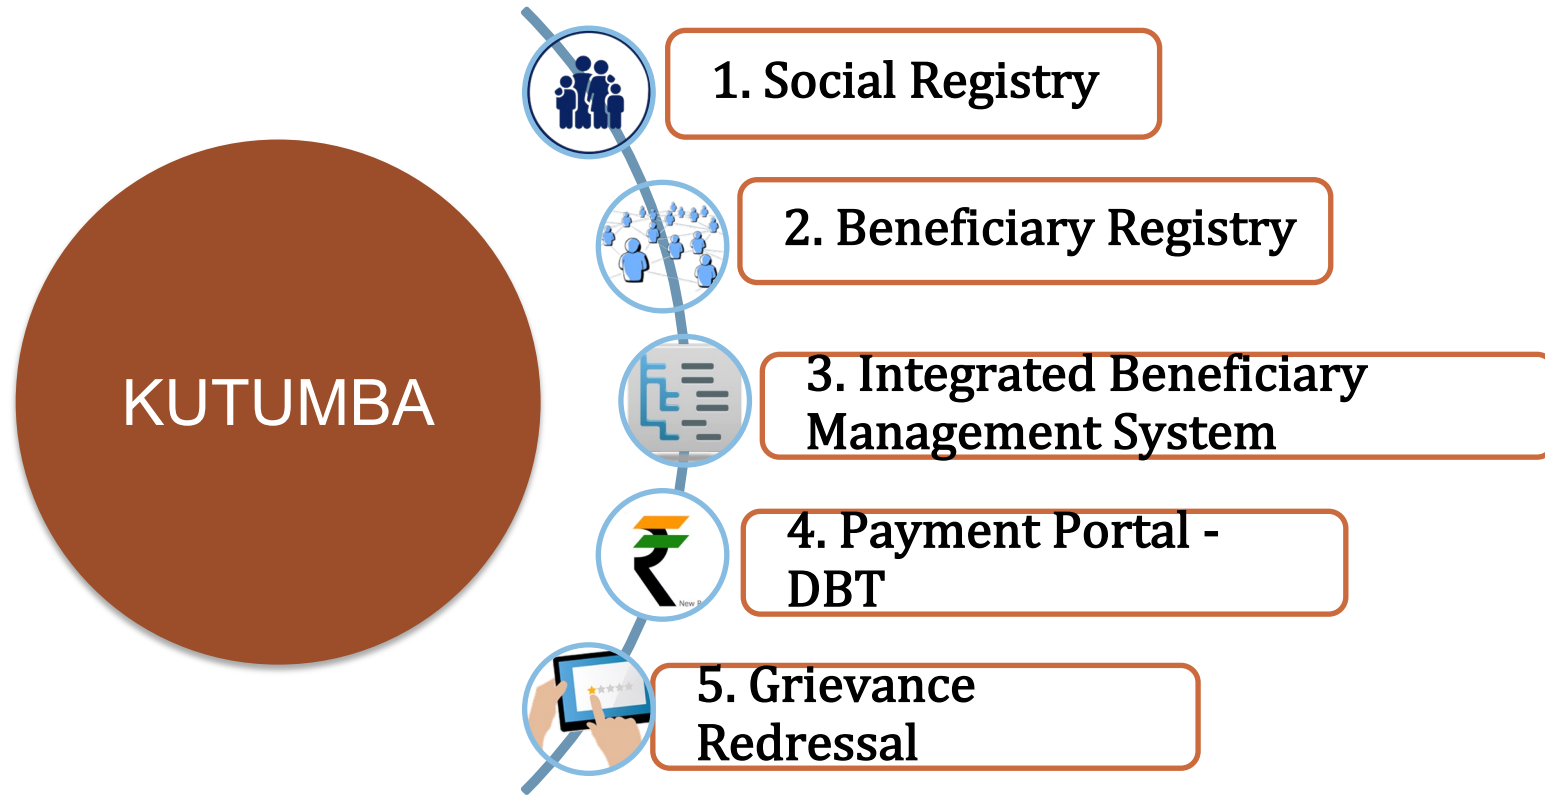 KUTUMBA
1. Social Registry
2. Beneficiary Registry
3. Integrated Beneficiary
Management System
4. Payment Portal -
DBT
New
5. Grievance
Redressal